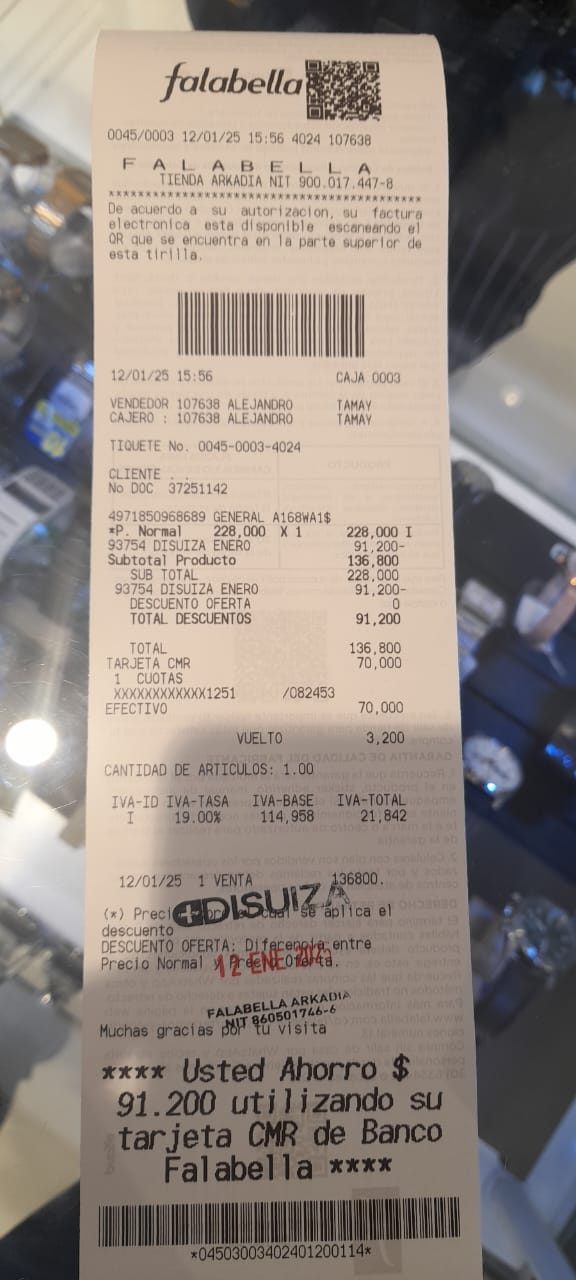 falabella
0045/0003 12/01/25 15:56 4024 107638
F A L A B E L L A
TIENDA ARKADIA NIT 900.017.447-8
****************************************
De acuerdo a su autorizacion, su factura
electronica esta disponible escaneando el
QR que se encuentra en la parte superior de
esta tirilla.
12/01/25 15:56 CAJA 0003
VENDEDOR 107638 ALEJANDRO TAMAY
CAJERO : 107638 ALEJANDRO TAMAY
TIQUETE No. 0045-0003-4024
CLIENTE . .
No DOC 37251142
4971850968689 GENERAL A168WA1$
*P. Normal 228,000 X 1 228,000 I
93754 DISUIZA ENERO 91,200-
Subtotal Producto 136,800
SUB TOTAL 228,000
93754 DISUIZA ENERO 91,200-
DESCUENTO OFERTA 0
TOTAL DESCUENTOS 91,200
TOTAL 136,800
TARJETA CMR 70,000
1 CUOTAS
XXXXXXXXXXXX1251 /082453
EFECTIVO 70,000
VUELTO 3,200
CANTIDAD DE ARTICULOS: 1.00
IVA-ID IVA-TASA IVA-BASE IVA-TOTAL
I 19.00% 114,958 21,842
12/01/25 1 VENTA 136800.
DISUIZA
(*) Preci cual se aplica el
descuento
DESCUENTO OFERTA: Diferencia entre
Precio Normal y Precio Oferta.
12 ENE 2025
FALABELLA ARKADIA
NIT 860501746-6
Muchas gracias por tu visita
**** Usted Ahorro $
91.200 utilizando su
tarjeta CMR de Banco
Falabella ****
*04503003402401200114*